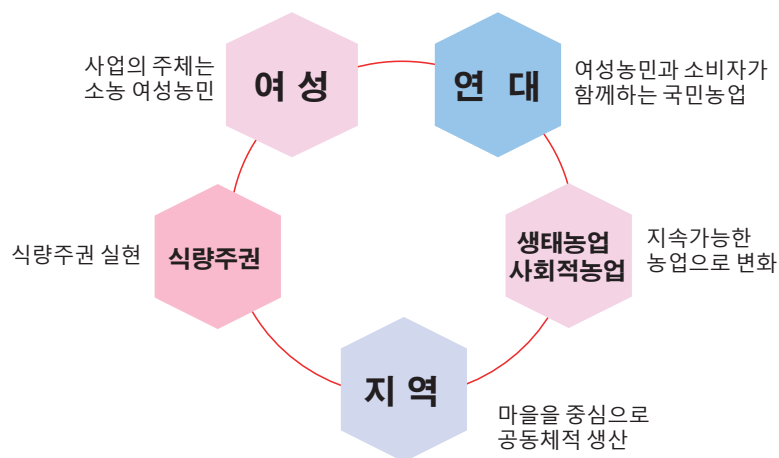 사업의 주체는
소농 여성농민
여 성
연 대
여성농민과 소비자가
함께하는 국민농업
식량주권 실현
식량주권
생태농업
사회적농업
지속가능한
농업으로 변화
지 역
마을을 중심으로
공동체적 생산